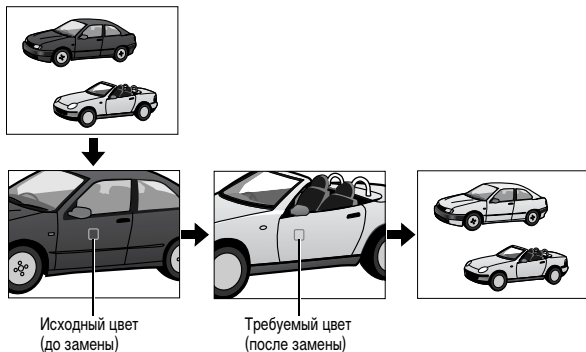 Исходный цвет
(до замены)
Требуемый цвет
(после замены)